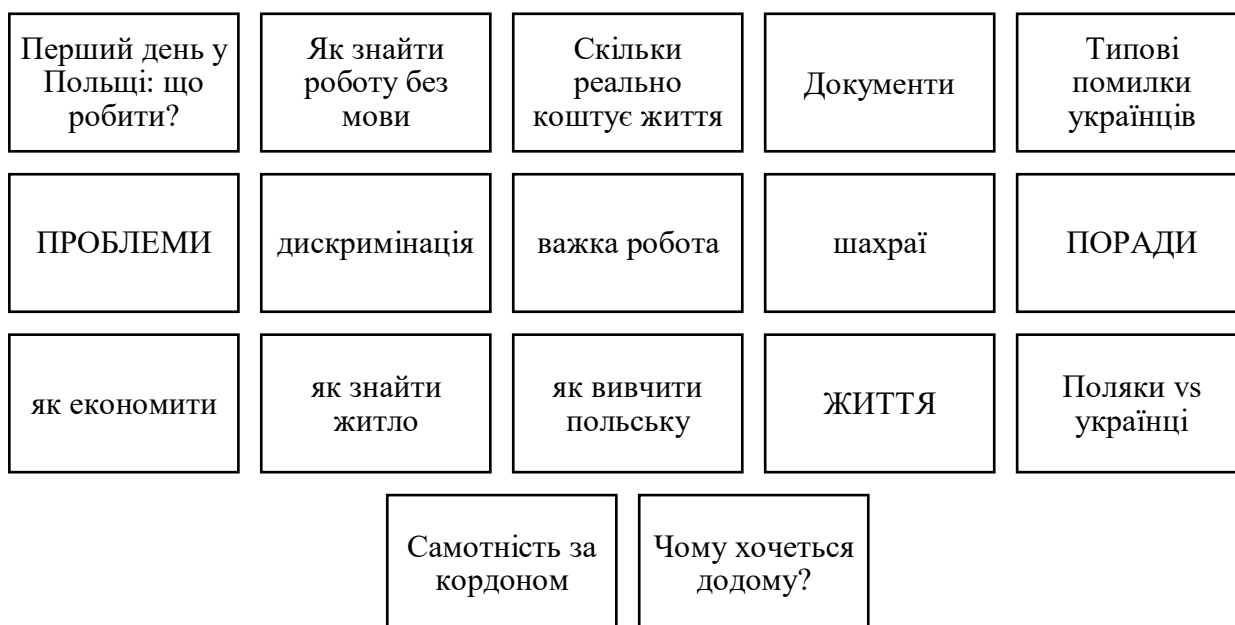 Перший день у
Польщі: що
робити?
Як знайти
роботу без
мови
Скільки
реально
коштує життя
Документи
Типові
помилки
українців
ПРОБЛЕМИ
дискримінація
важка робота
шахраї
ПОРАДИ
як економити
як знайти
житло
як вивчити
польську
ЖИТТЯ
Поляки vs
українці
Самотність за
кордоном
Чому хочеться
додому?